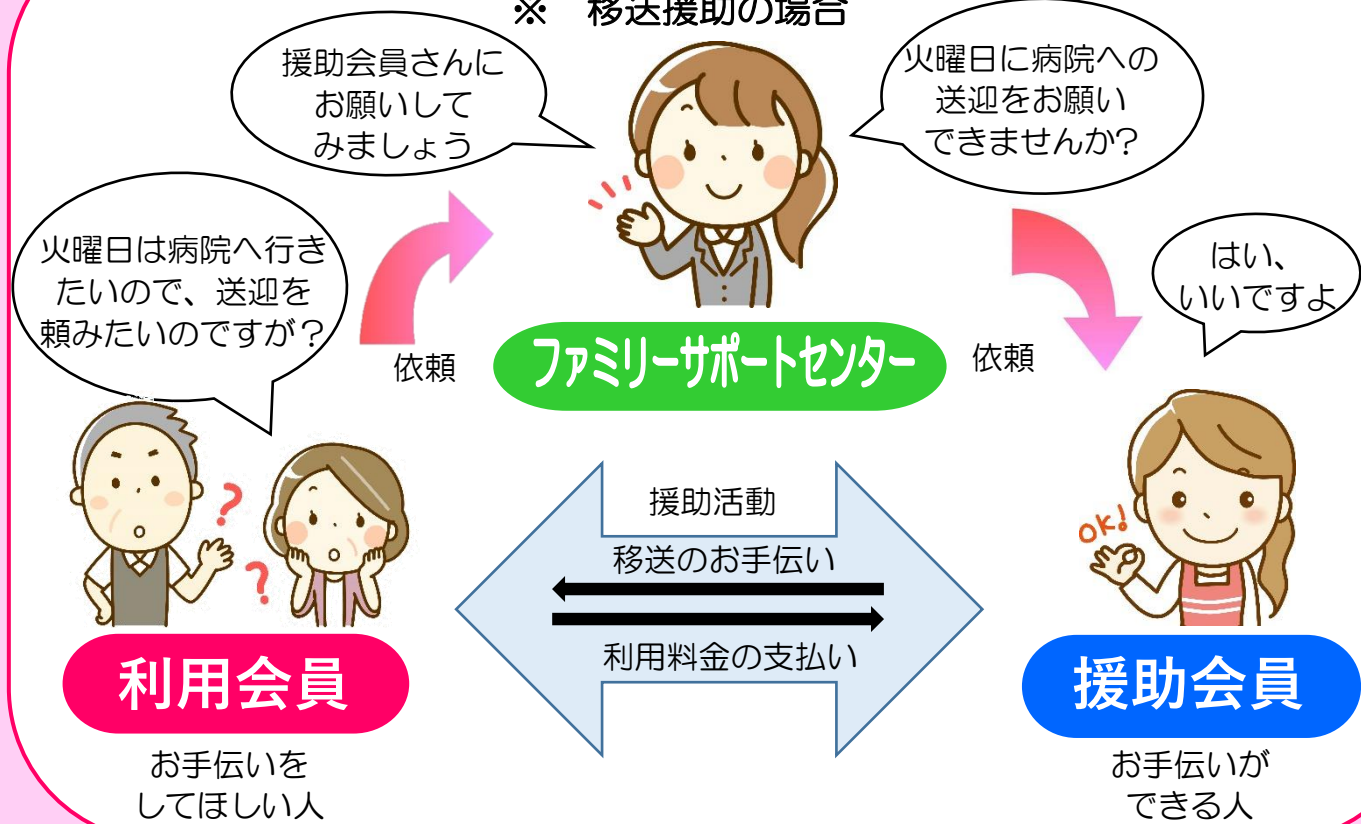 ※ 移送援助の場合
援助会員さんに
お願いして
みましょう
火曜日に病院への
送迎をお願い
できませんか?
火曜日は病院へ行き
たいので、送迎を
頼みたいのですが？
はい、
いいですよ
依頼
ファミリーサポートセンター
依頼
援助活動
移送のお手伝い
利用料金の支払い
OK!
利用会員
お手伝いを
してほしい人
援助会員
お手伝いが
できる人